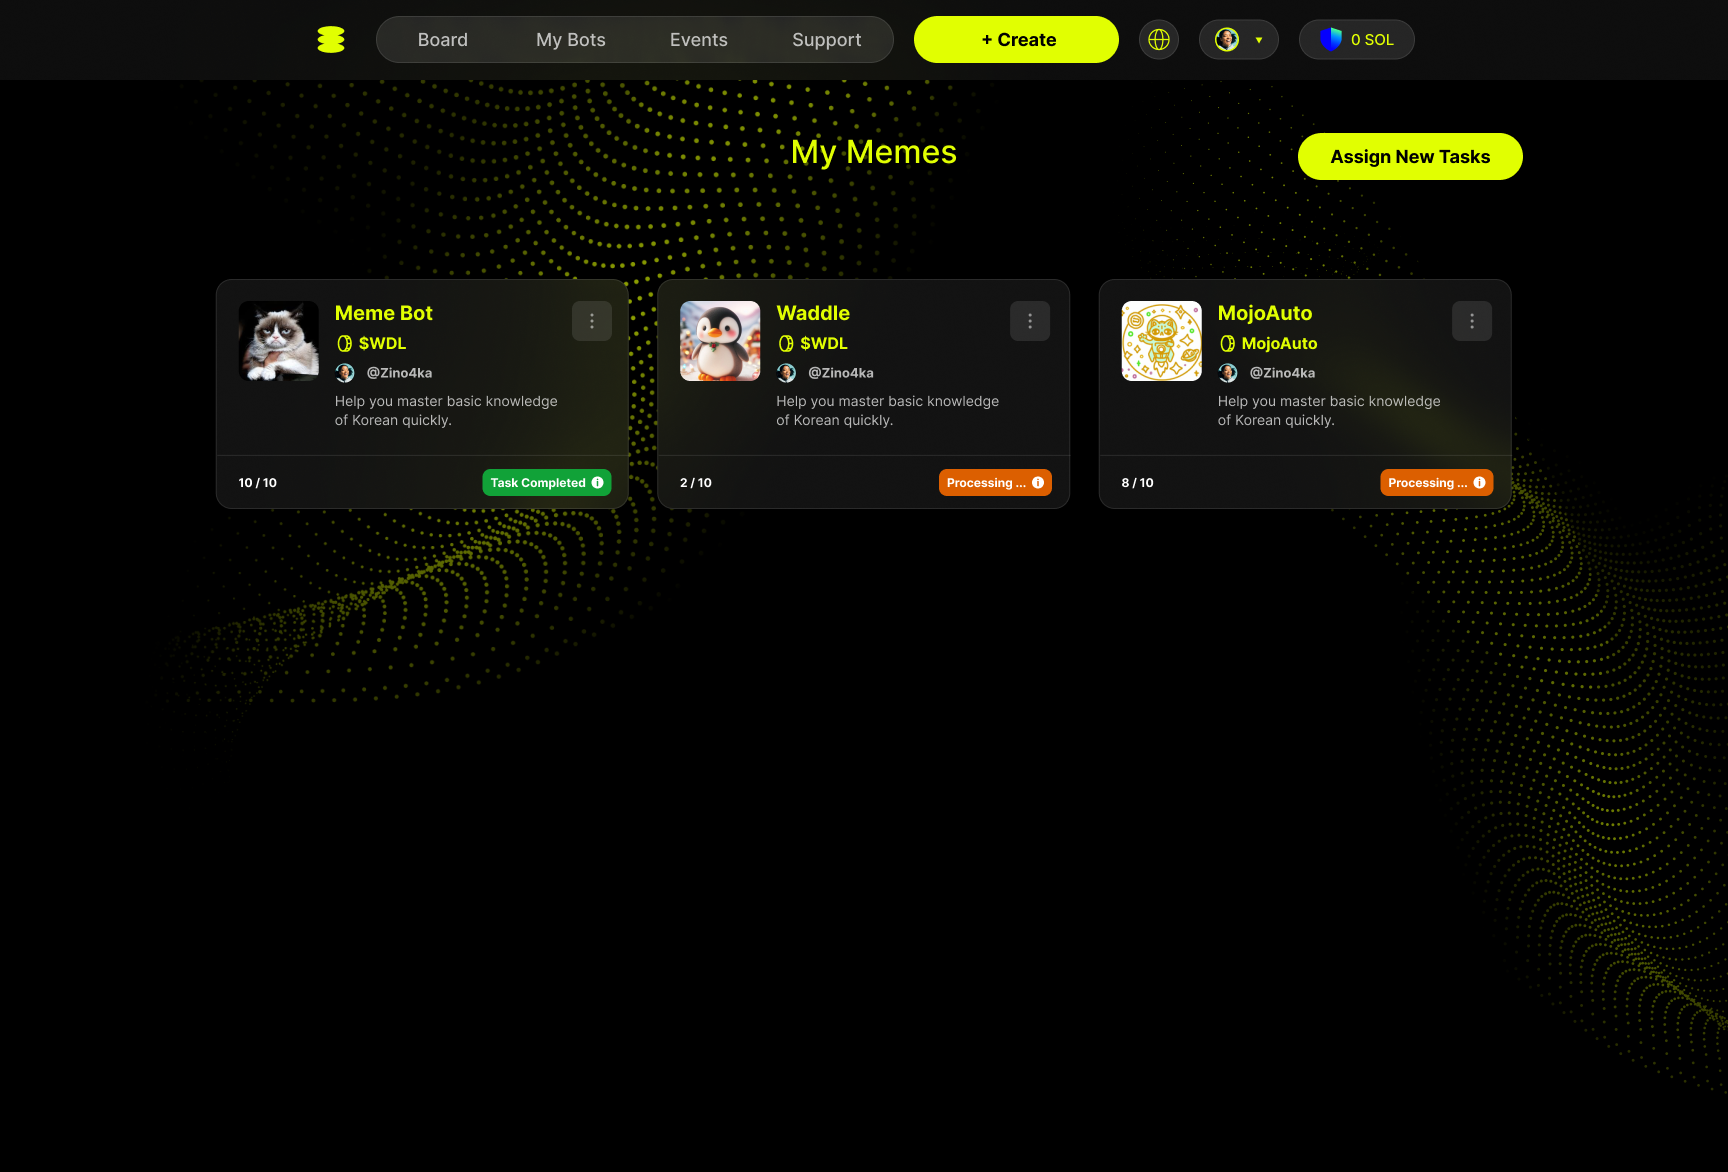 Board
My Bots
Events
Support
+ Create
0 SOL
My Memes
Assign New Tasks
Meme Bot
$WDL
@Zino4ka
Help you master basic knowledge
of Korean quickly.
10 / 10
Task Completed
Waddle
$WDL
@Zino4ka
Help you master basic knowledge
of Korean quickly.
2 / 10
Processing ...
MojoAuto
MojoAuto
@Zino4ka
Help you master basic knowledge
of Korean quickly.
8 / 10
Processing ...